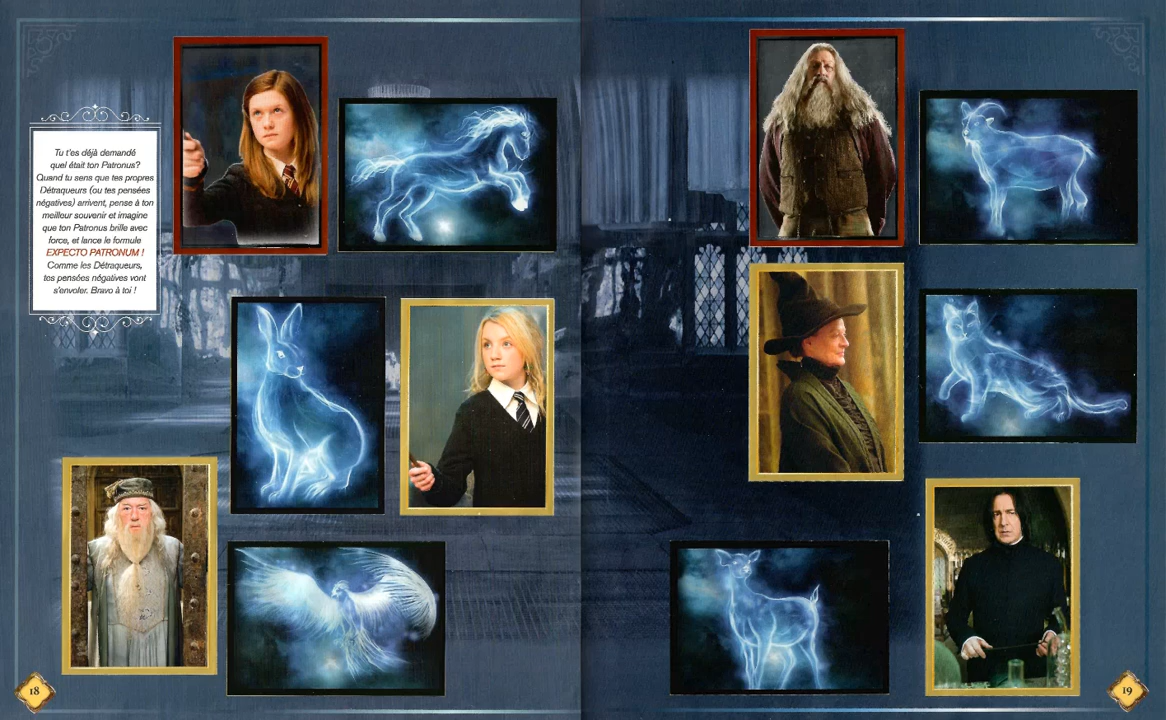 Tu t'es déjà demandé
quel était ton Patronus?
Quand tu sens que tes propres
Détraqueurs (ou tes pensées
négatives) arrivent, pense à ton
meilleur souvenir et imagine
que ton Patronus brille avec
force, et lance le formule
EXPECTO PATRONUM !
Comme les Détraqueurs,
tes pensées négatives vont
s'envoler. Bravo à toi !
18
19